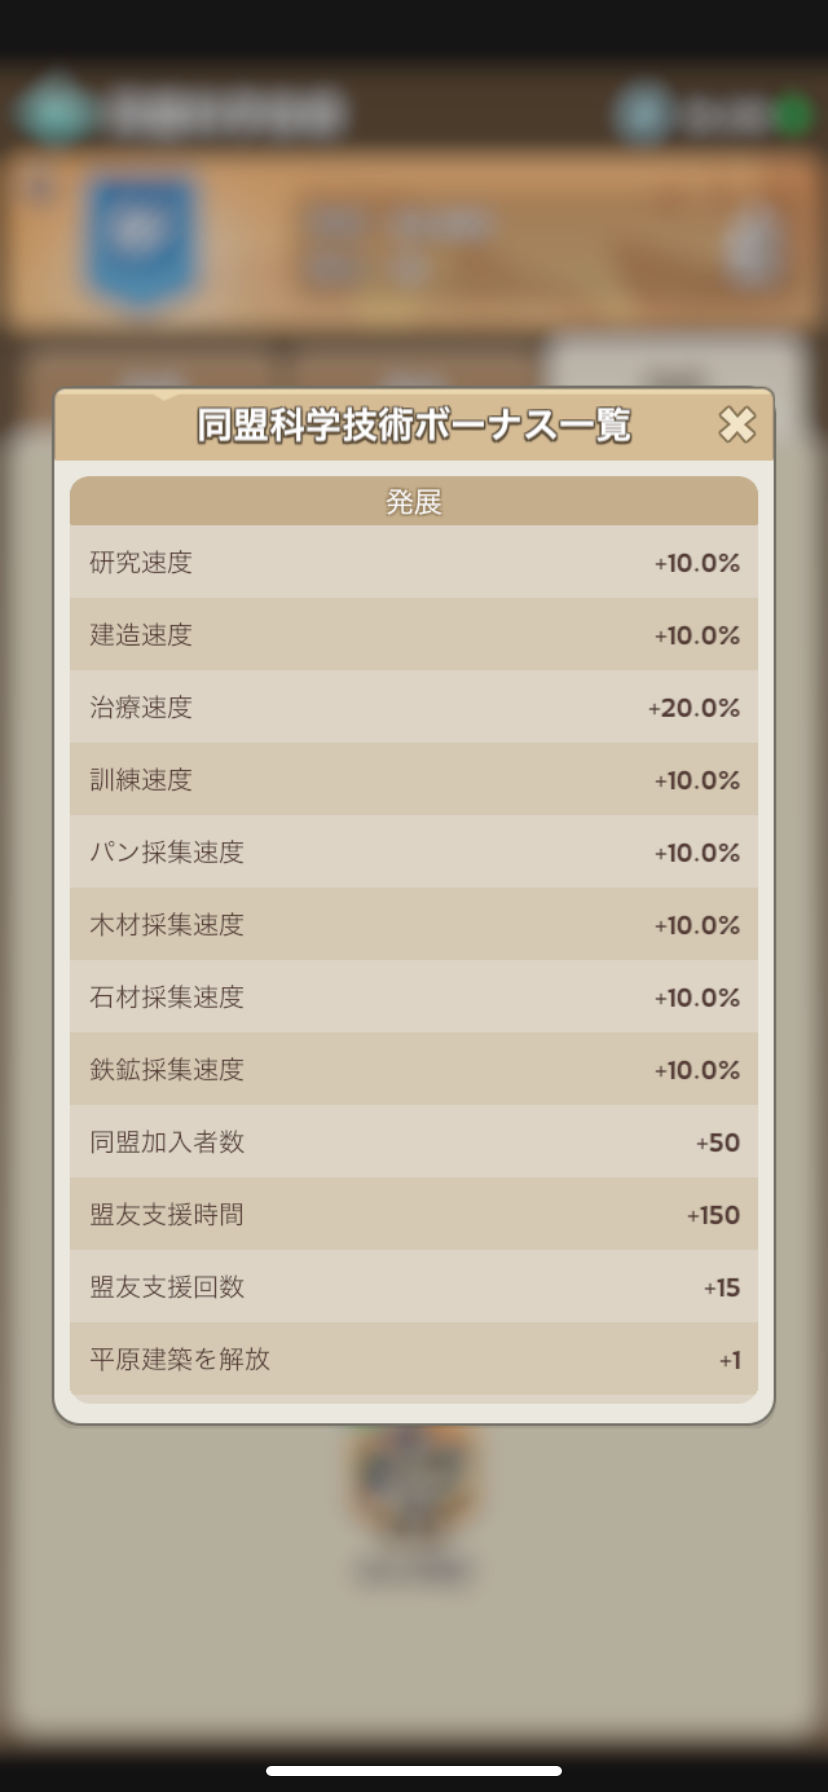 同盟科学技術ボーナス一覧
発展
研究速度 +10.0%
建造速度 +10.0%
治療速度 +20.0%
訓練速度 +10.0%
パン採集速度 +10.0%
木材採集速度 +10.0%
石材採集速度 +10.0%
鉄鉱採集速度 +10.0%
同盟加入者数 +50
盟友支援時間 +150
盟友支援回数 +15
平原建築を解放 +1